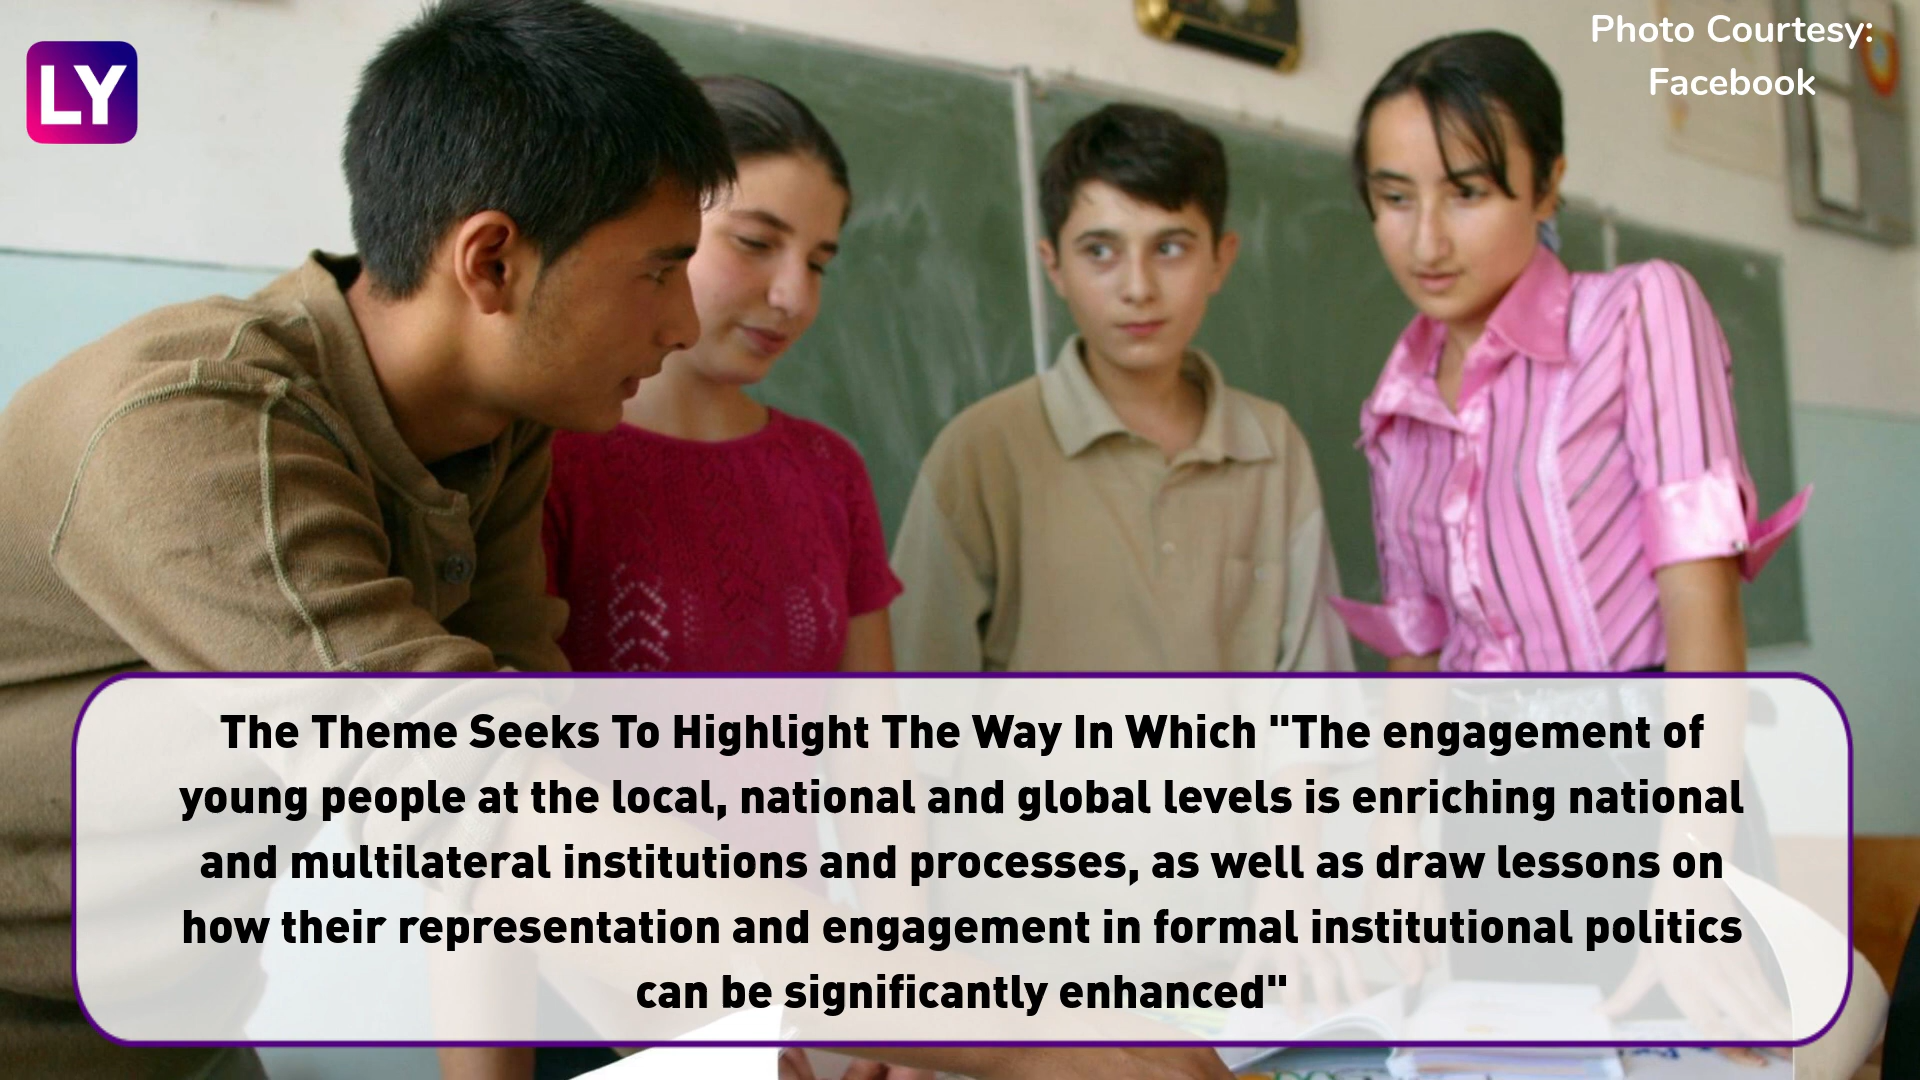 LY
Photo Courtesy:
Facebook
The Theme Seeks To Highlight The Way In Which "The engagement of
young people at the local, national and global levels is enriching national
and multilateral institutions and processes, as well as draw lessons on
how their representation and engagement in formal institutional politics
can be significantly enhanced"